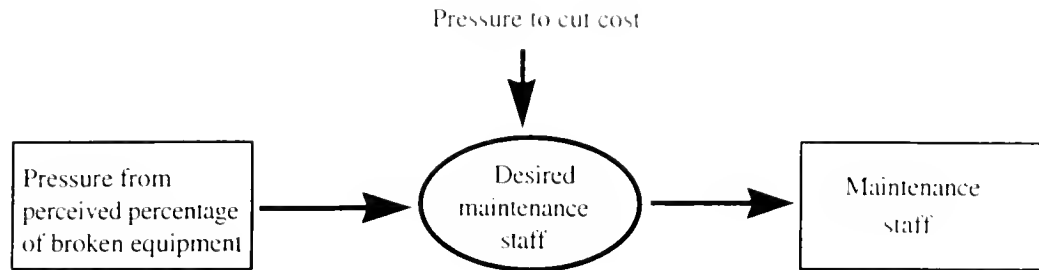 Pressure to cut cost
Pressure from
perceived percentage
of broken equipment
Desired
maintenance
staff
Maintenance
staff